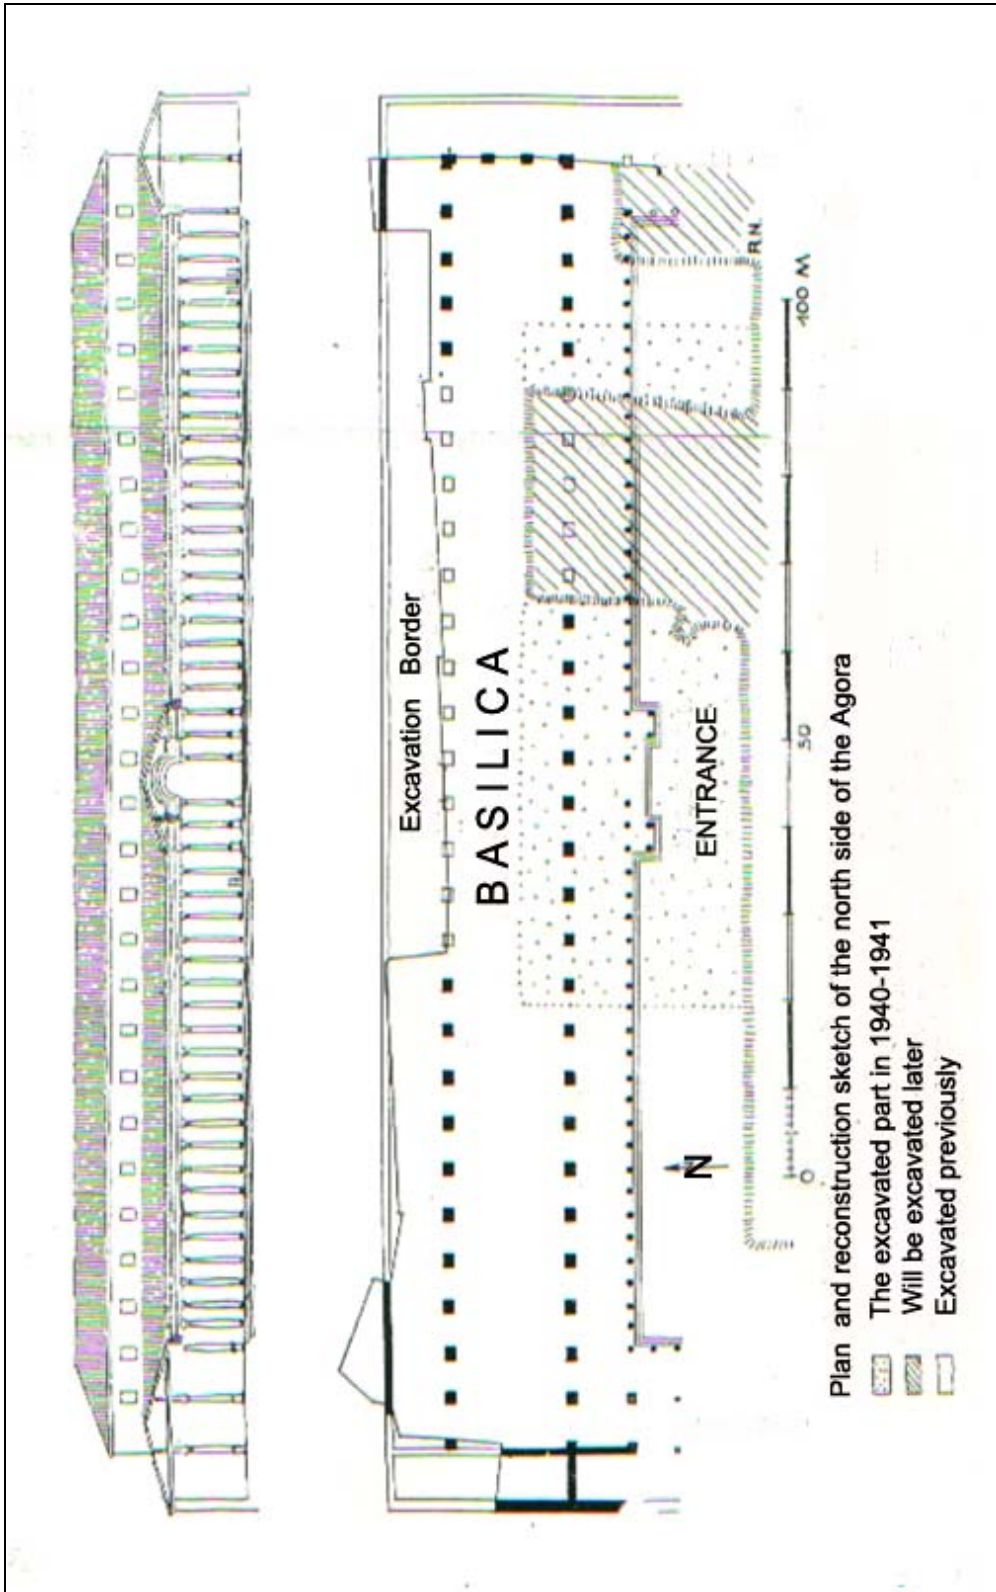 Excavation Border
BASILICA
ENTRANCE
N
R.N.
0
50
100 M
Plan and reconstruction sketch of the north side of the Agora
The excavated part in 1940-1941
Will be excavated later
Excavated previously